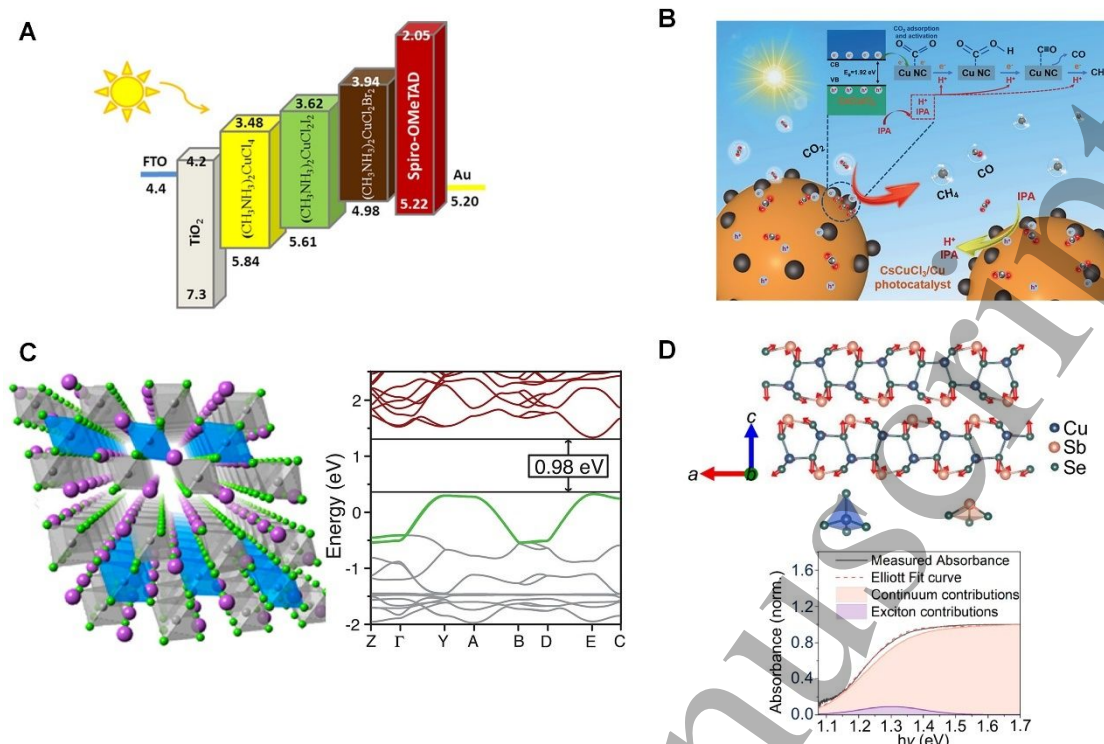 A
2.05
3.94
3.62
3.48
4.2
FTO
4.4
TiO2
7.3
(CH3NH3)2CuCl4
5.84
(CH3NH3)2CuCl2I2
5.61
(CH3NH3)2CuCl2Br2
4.98
Spiro-OMeTAD
5.22
Au
5.20
B
CO2 adsorption
and activation
O O
C
O O H
C
C≡O
CO
CB
Eg=1.92 eV
VB
Cu NC
e-
H+
Cu NC
e-
H+
Cu NC
e-
H+
CH
H+
IPA
IPA
CO2
CH4
CO
IPA
H+
IPA
h+
CsCuCl3/Cu
photocatalyst
C
Energy (eV)
2
1
0
-1
-2
0.98 eV
Z Γ Y A B D E C
D
c
a
b
Cu
Sb
Se
Absorbance (norm.)
1.6
1.2
0.8
0.4
0.0
Measured Absorbance
Elliott Fit curve
Continuum contributions
Exciton contributions
1.1 1.2 1.3 1.4 1.5 1.6 1.7
hν (eV)
nuscript